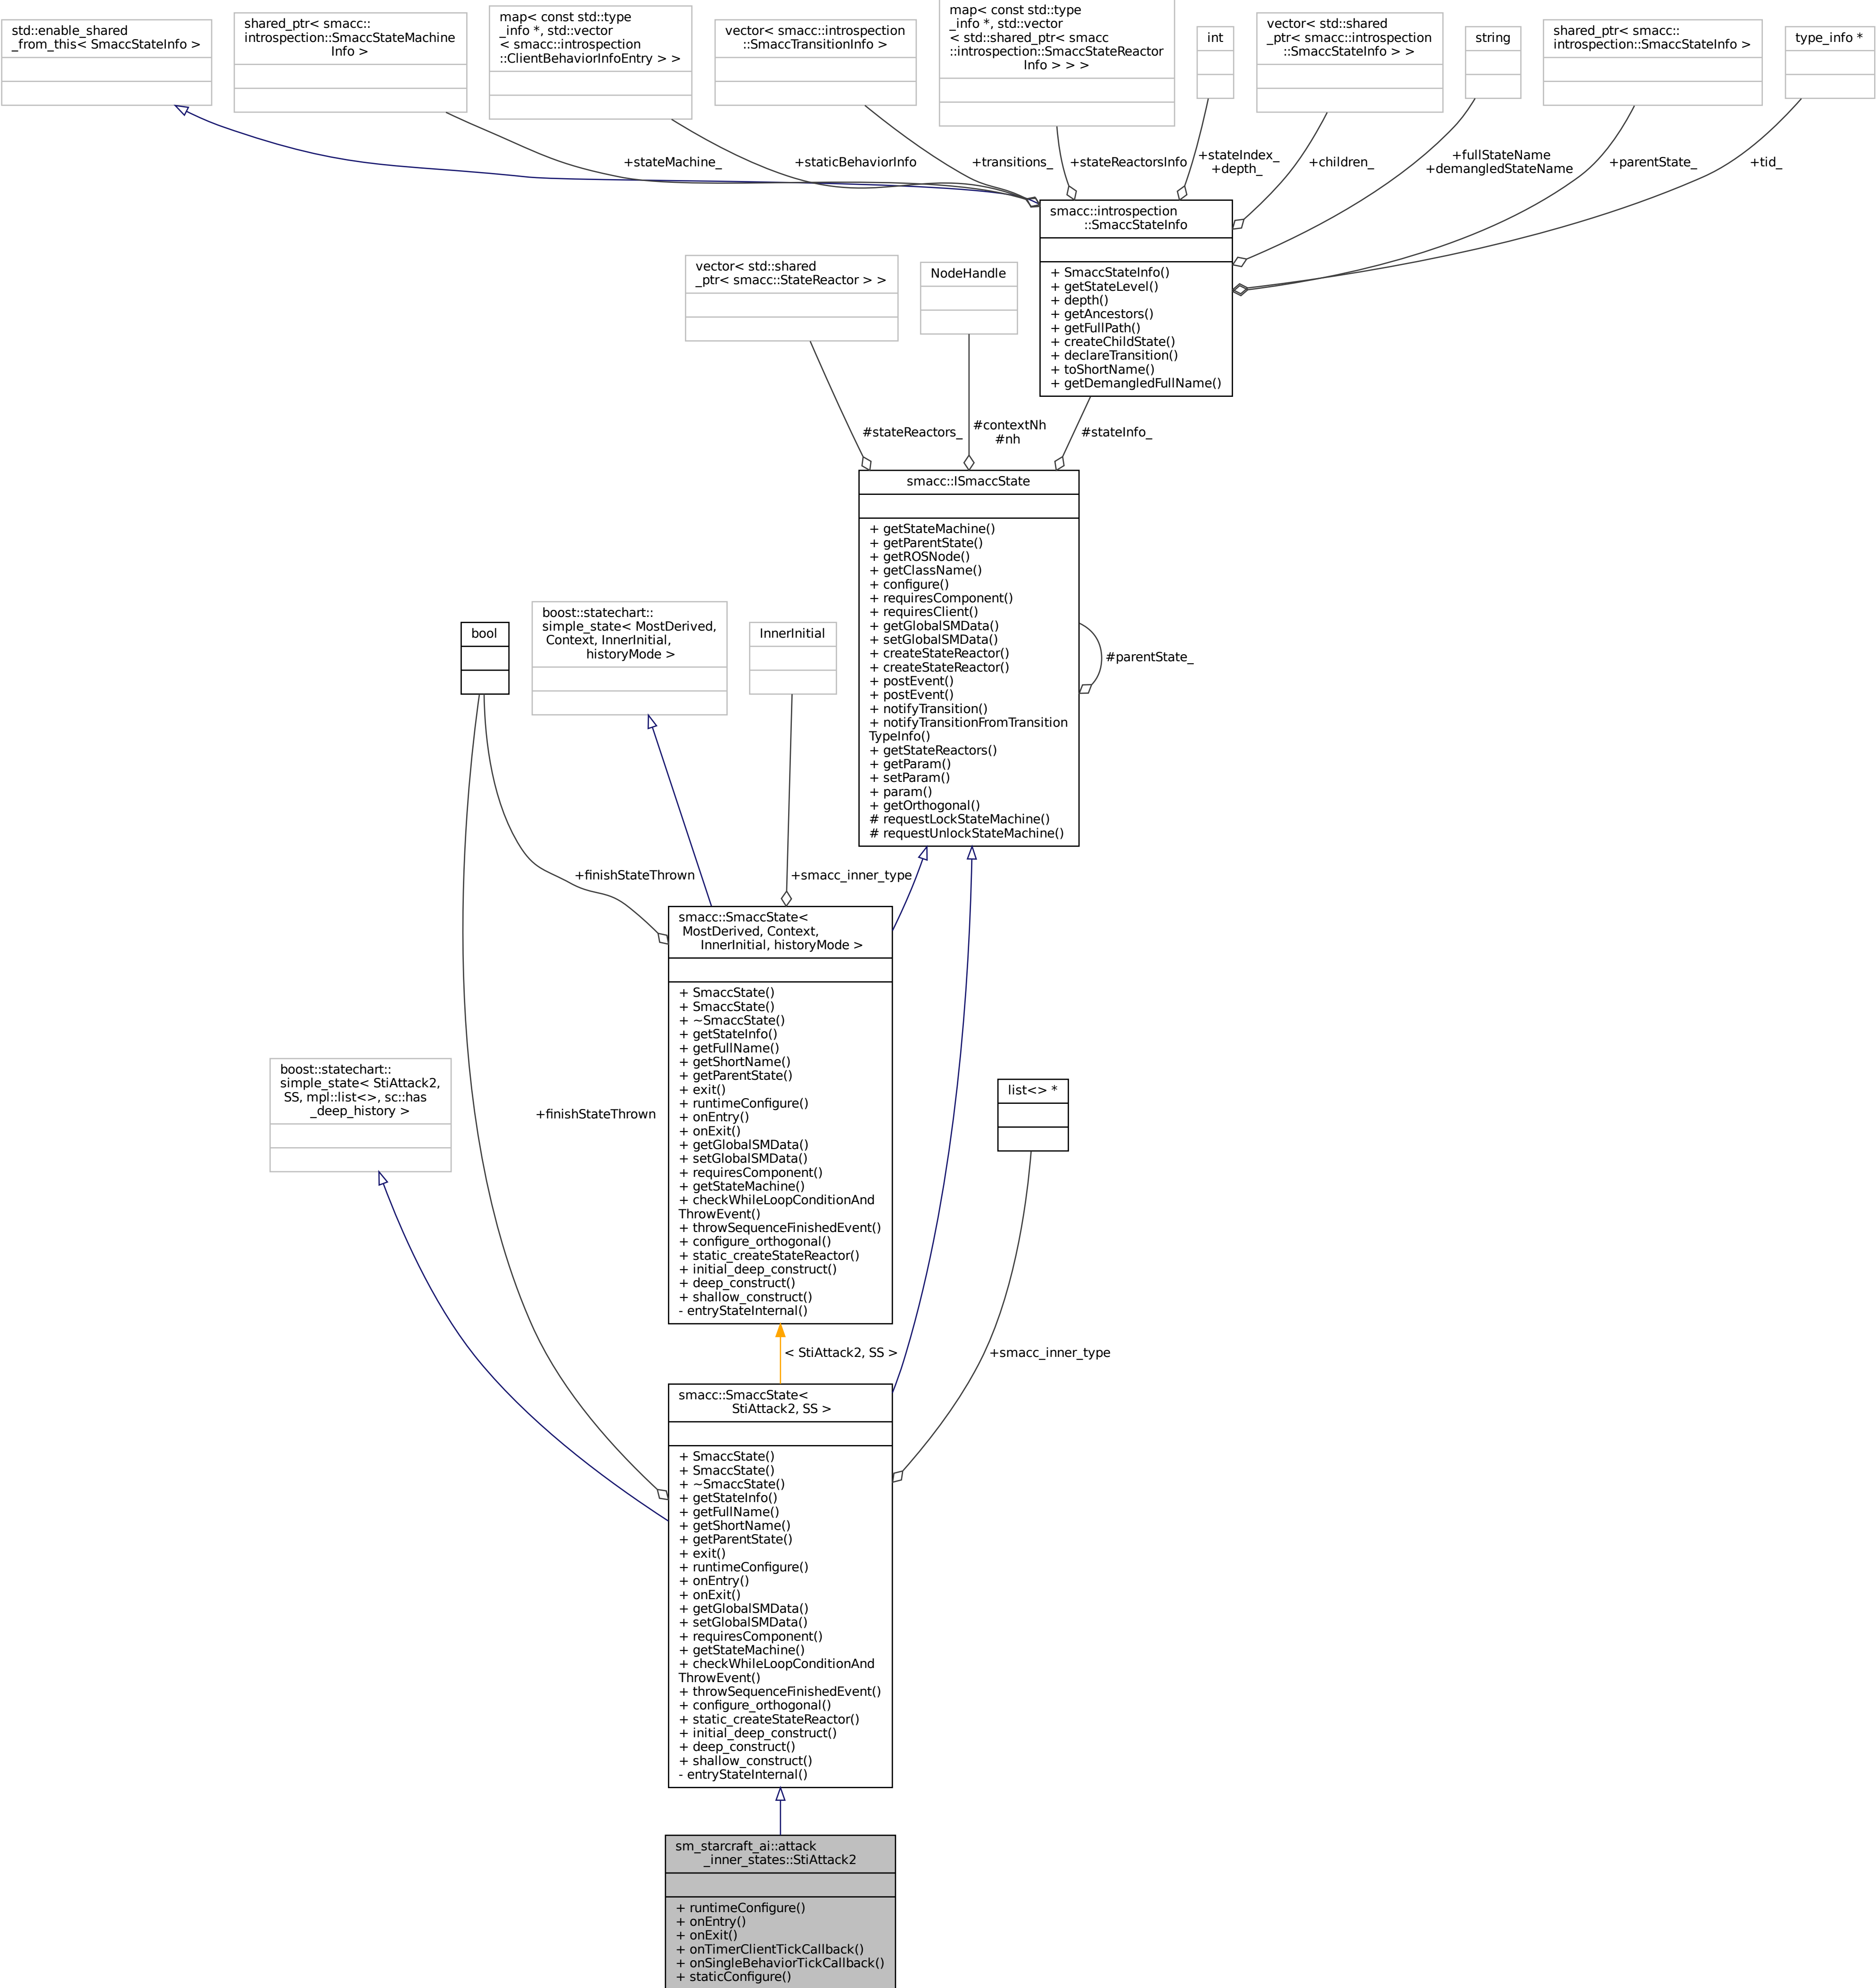 std::enable_shared
_from_this< SmaccStateInfo >
shared_ptr< smacc::
introspection::SmaccStateMachine
Info >
map< const std::type
_info *, std::vector
< smacc::introspection
::ClientBehaviorInfoEntry > >
vector< smacc::introspection
::SmaccTransitionInfo >
map< const std::type
_info *, std::vector
< std::shared_ptr< smacc
::introspection::SmaccStateReactor
Info > > >
int
vector< std::shared
_ptr< smacc::introspection
::SmaccStateInfo > >
string
shared_ptr< smacc::
introspection::SmaccStateInfo >
type_info *
+stateMachine_
+staticBehaviorInfo
+transitions_
+stateReactorsInfo
+stateIndex_
+depth_
+children_
+fullStateName
+demangledStateName
+parentState_
+tid_
smacc::introspection
::SmaccStateInfo
+ SmaccStateInfo()
+ getStateLevel()
+ depth()
+ getAncestors()
+ getFullPath()
+ createChildState()
+ declareTransition()
+ toShortName()
+ getDemangledFullName()
vector< std::shared
_ptr< smacc::StateReactor > >
NodeHandle
#stateReactors_
#contextNh
#nh
#stateInfo_
smacc::ISmaccState
+ getStateMachine()
+ getParentState()
+ getROSNode()
+ getClassName()
+ configure()
+ requiresComponent()
+ requiresClient()
+ getGlobalSMData()
+ setGlobalSMData()
+ createStateReactor()
+ createStateReactor()
+ postEvent()
+ postEvent()
+ notifyTransition()
+ notifyTransitionFromTransition
TypeInfo()
+ getStateReactors()
+ getParam()
+ setParam()
+ param()
+ getOrthogonal()
# requestLockStateMachine()
# requestUnlockStateMachine()
#parentState_
bool
boost::statechart::
simple_state< MostDerived,
Context, InnerInitial,
historyMode >
InnerInitial
+finishStateThrown
+smacc_inner_type
smacc::SmaccState<
MostDerived, Context,
InnerInitial, historyMode >
+ SmaccState()
+ SmaccState()
+ ~SmaccState()
+ getStateInfo()
+ getFullName()
+ getShortName()
+ getParentState()
+ exit()
+ runtimeConfigure()
+ onEntry()
+ onExit()
+ getGlobalSMData()
+ setGlobalSMData()
+ requiresComponent()
+ getStateMachine()
+ checkWhileLoopConditionAnd
ThrowEvent()
+ throwSequenceFinishedEvent()
+ configure_orthogonal()
+ static_createStateReactor()
+ initial_deep_construct()
+ deep_construct()
+ shallow_construct()
- entryStateInternal()
boost::statechart::
simple_state< StiAttack2,
SS, mpl::list<>, sc::has
_deep_history >
+finishStateThrown
list<> *
< StiAttack2, SS >
+smacc_inner_type
smacc::SmaccState<
StiAttack2, SS >
+ SmaccState()
+ SmaccState()
+ ~SmaccState()
+ getStateInfo()
+ getFullName()
+ getShortName()
+ getParentState()
+ exit()
+ runtimeConfigure()
+ onEntry()
+ onExit()
+ getGlobalSMData()
+ setGlobalSMData()
+ requiresComponent()
+ getStateMachine()
+ checkWhileLoopConditionAnd
ThrowEvent()
+ throwSequenceFinishedEvent()
+ configure_orthogonal()
+ static_createStateReactor()
+ initial_deep_construct()
+ deep_construct()
+ shallow_construct()
- entryStateInternal()
sm_starcraft_ai::attack
_inner_states::StiAttack2
+ runtimeConfigure()
+ onEntry()
+ onExit()
+ onTimerClientTickCallback()
+ onSingleBehaviorTickCallback()
+ staticConfigure()